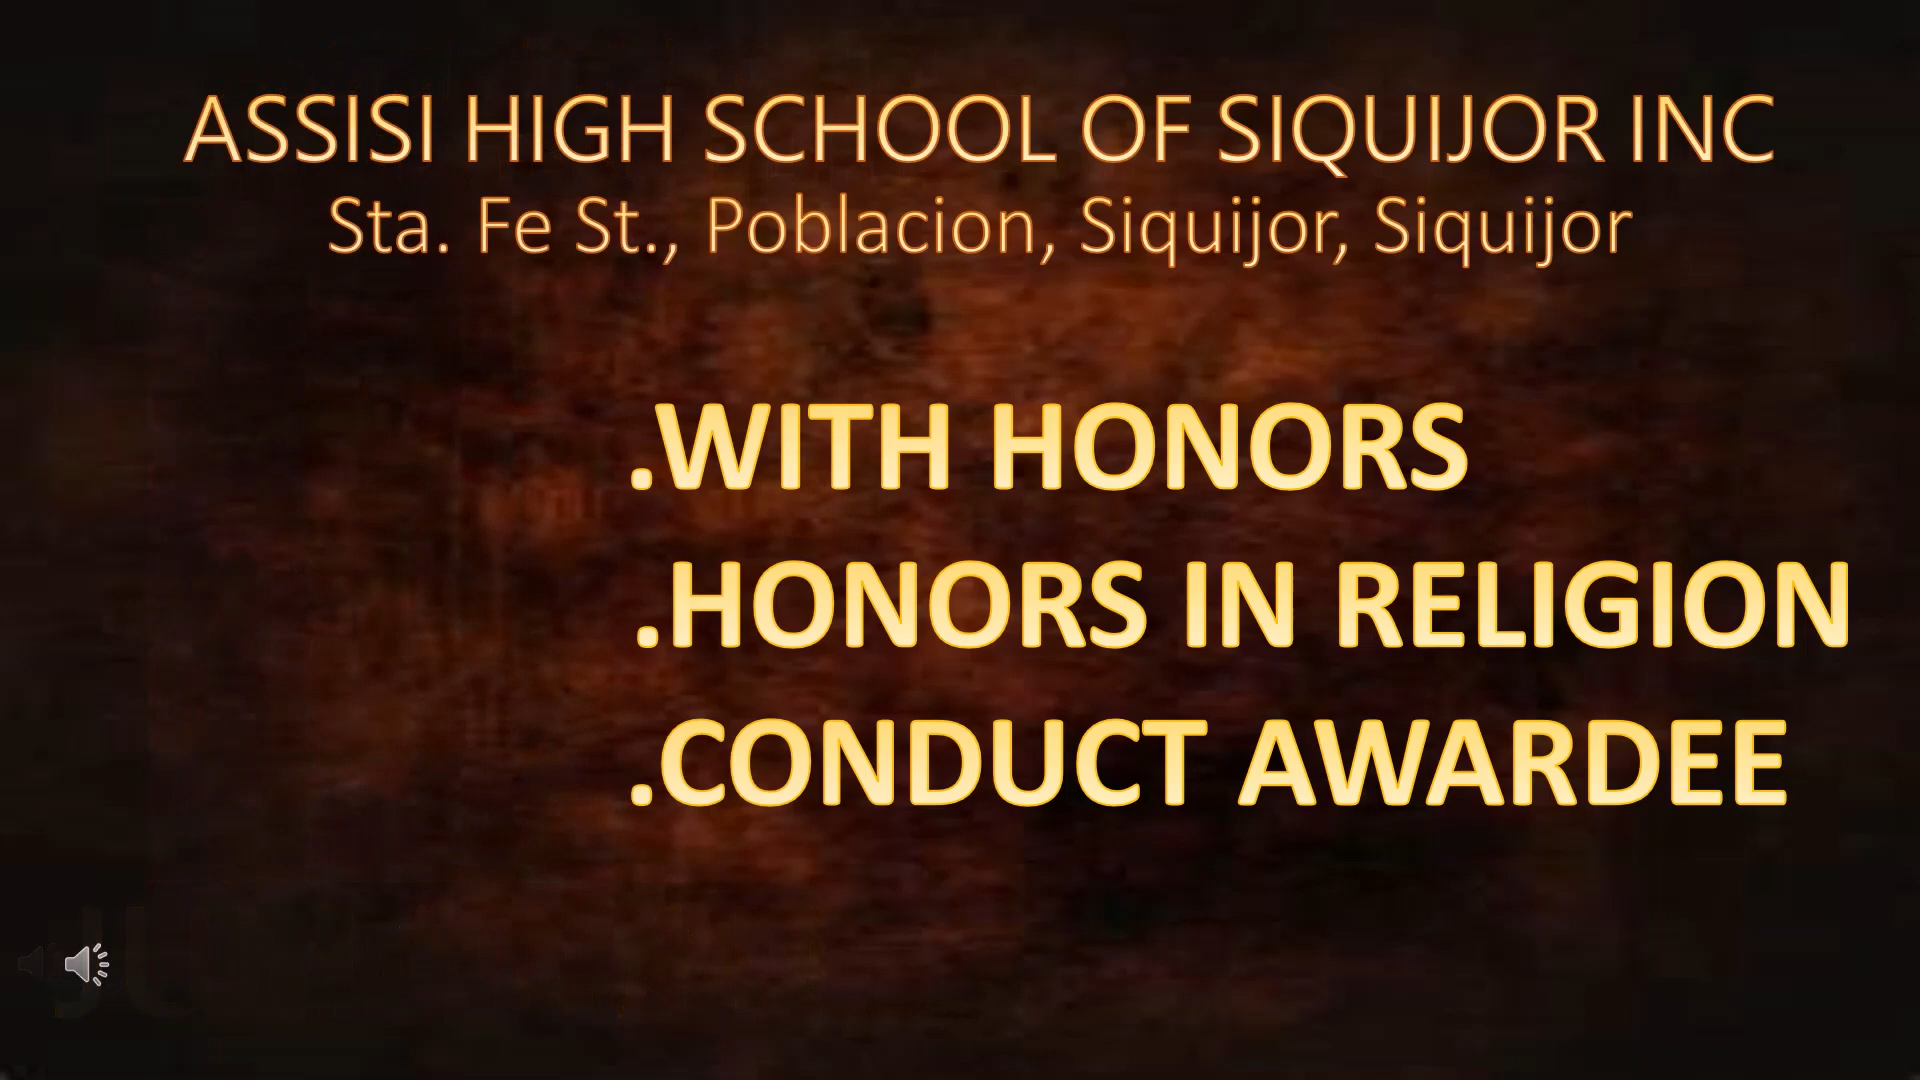 ASSISI HIGH SCHOOL OF SIQUIJOR INC
Sta. Fe St., Poblacion, Siquijor, Siquijor
.WITH HONORS
.HONORS IN RELIGION
.CONDUCT AWARDEE